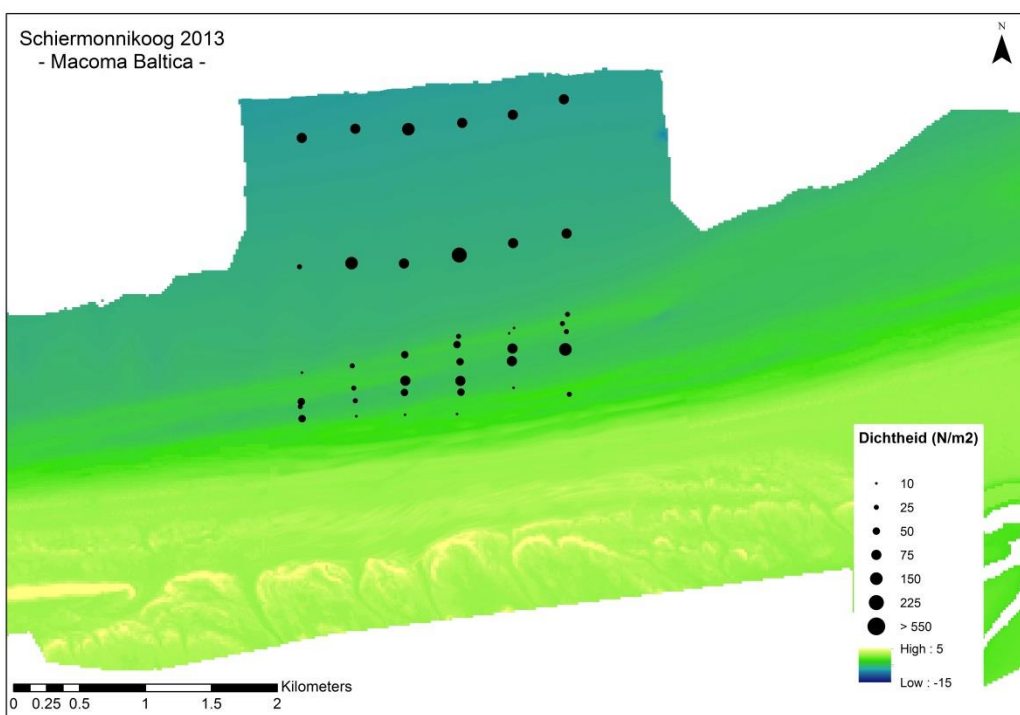 Schiermonnikoog 2013
- Macoma Baltica -
N
Dichtheid (N/m2)
10
25
50
75
150
225
> 550
High : 5
Low : -15
Kilometers
0 0.25 0.5 1 1.5 2